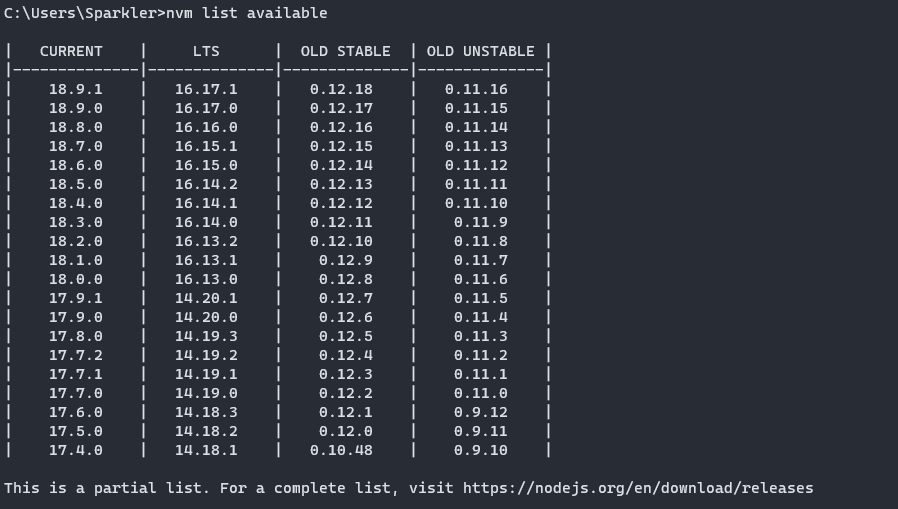 C:\Users\Sparkler>nvm list available
|   CURRENT    |     LTS      |  OLD STABLE  | OLD UNSTABLE |
|--------------|--------------|--------------|--------------|
|    18.9.1    |   16.17.1    |   0.12.18    |   0.11.16    |
|    18.9.0    |   16.17.0    |   0.12.17    |   0.11.15    |
|    18.8.0    |   16.16.0    |   0.12.16    |   0.11.14    |
|    18.7.0    |   16.15.1    |   0.12.15    |   0.11.13    |
|    18.6.0    |   16.15.0    |   0.12.14    |   0.11.12    |
|    18.5.0    |   16.14.2    |   0.12.13    |   0.11.11    |
|    18.4.0    |   16.14.1    |   0.12.12    |   0.11.10    |
|    18.3.0    |   16.14.0    |   0.12.11    |    0.11.9    |
|    18.2.0    |   16.13.2    |   0.12.10    |    0.11.8    |
|    18.1.0    |   16.13.1    |    0.12.9    |    0.11.7    |
|    18.0.0    |   16.13.0    |    0.12.8    |    0.11.6    |
|    17.9.1    |   14.20.1    |    0.12.7    |    0.11.5    |
|    17.9.0    |   14.20.0    |    0.12.6    |    0.11.4    |
|    17.8.0    |   14.19.3    |    0.12.5    |    0.11.3    |
|    17.7.2    |   14.19.2    |    0.12.4    |    0.11.2    |
|    17.7.1    |   14.19.1    |    0.12.3    |    0.11.1    |
|    17.7.0    |   14.19.0    |    0.12.2    |    0.11.0    |
|    17.6.0    |   14.18.3    |    0.12.1    |    0.9.12    |
|    17.5.0    |   14.18.2    |    0.12.0    |    0.9.11    |
|    17.4.0    |   14.18.1    |   0.10.48    |    0.9.10    |
This is a partial list. For a complete list, visit https://nodejs.org/en/download/releases